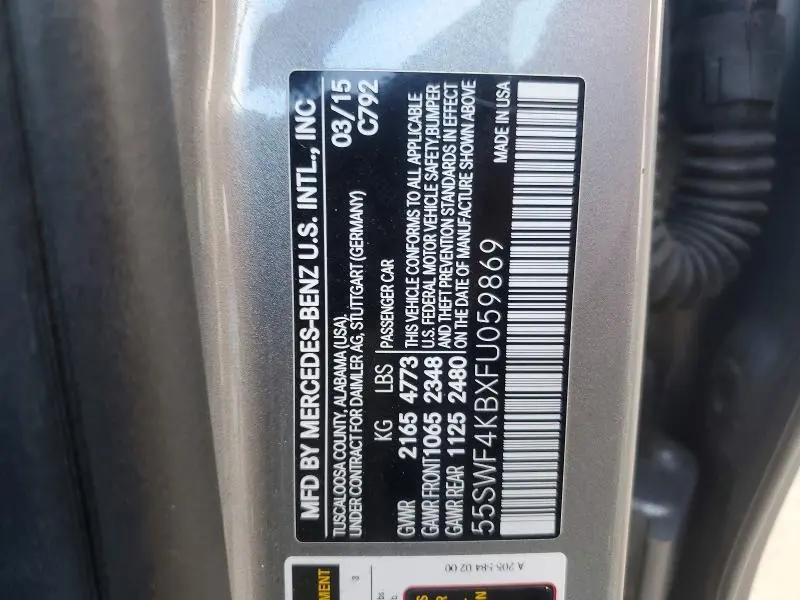 MFD BY MERCEDES-BENZ U.S. INTL., INC
TUSCALOOSA COUNTY, ALABAMA (USA),
UNDER CONTRACT FOR DAIMLER AG, STUTTGART (GERMANY)
03/15
C792
KG LBS
GVWR 2165 4773
GAWR FRONT 1065 2348
GAWR REAR 1125 2480
PASSENGER CAR
THIS VEHICLE CONFORMS TO ALL APPLICABLE
U.S. FEDERAL MOTOR VEHICLE SAFETY,BUMPER
AND THEFT PREVENTION STANDARDS IN EFFECT
ON THE DATE OF MANUFACTURE SHOWN ABOVE
55SWF4KBXFU059869
MADE IN USA
A 205 584 02 00
3